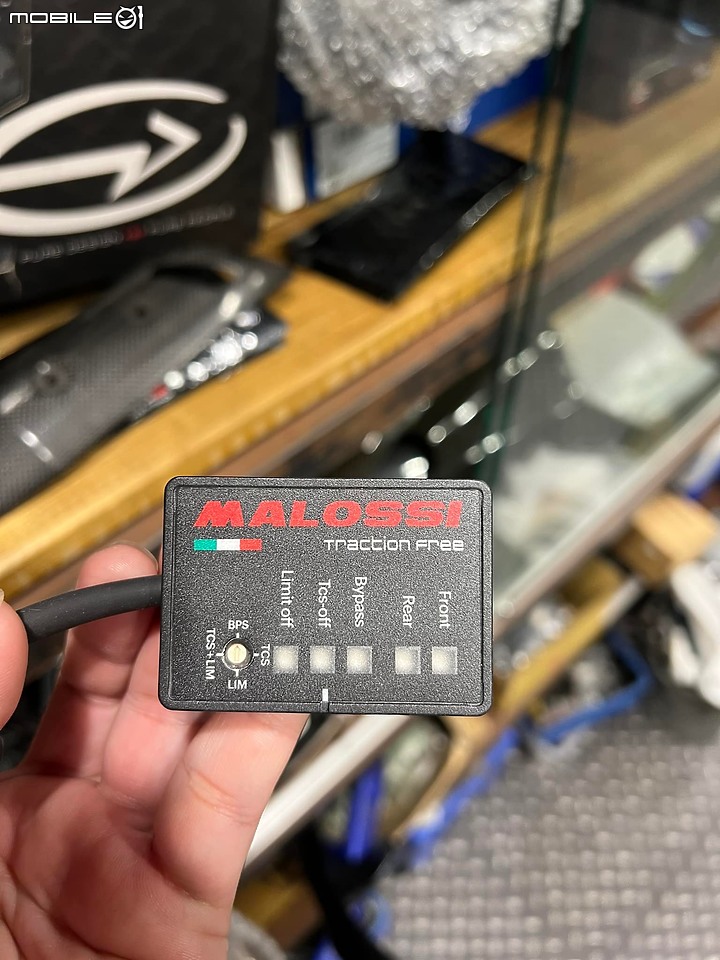 MOBILE01
MALOSSI
Traction Free
Limit off
Tcs-off
Bypass
Rear
Front
BPS
TCS+LIM
TCS
LIM